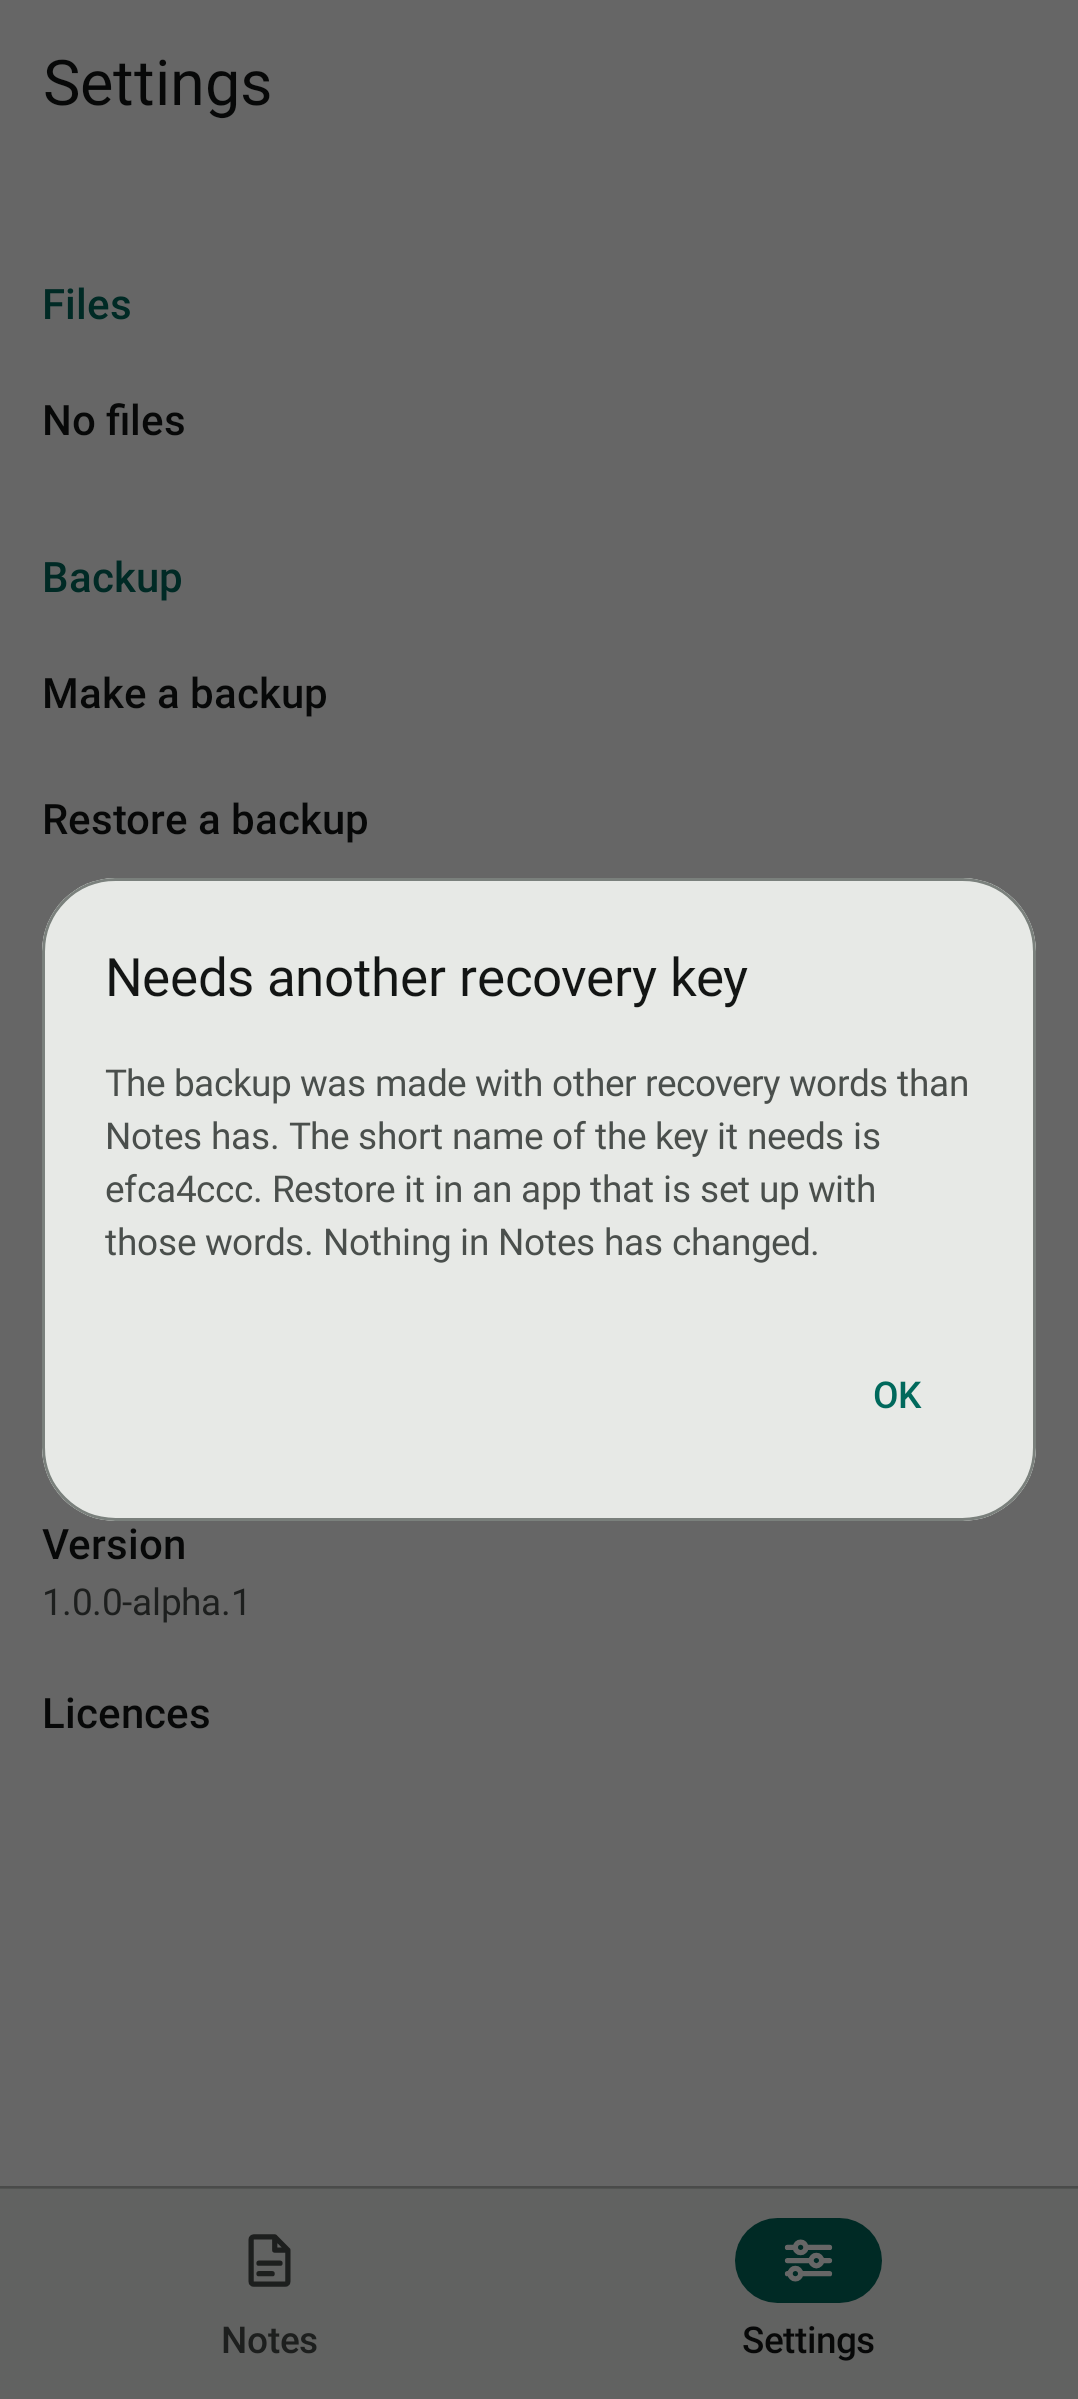 Settings
Files
No files
Backup
Make a backup
Restore a backup
Needs another recovery key
The backup was made with other recovery words than
Notes has. The short name of the key it needs is
efca4ccc. Restore it in an app that is set up with
those words. Nothing in Notes has changed.
OK
Version
1.0.0-alpha.1
Licences
Notes
Settings